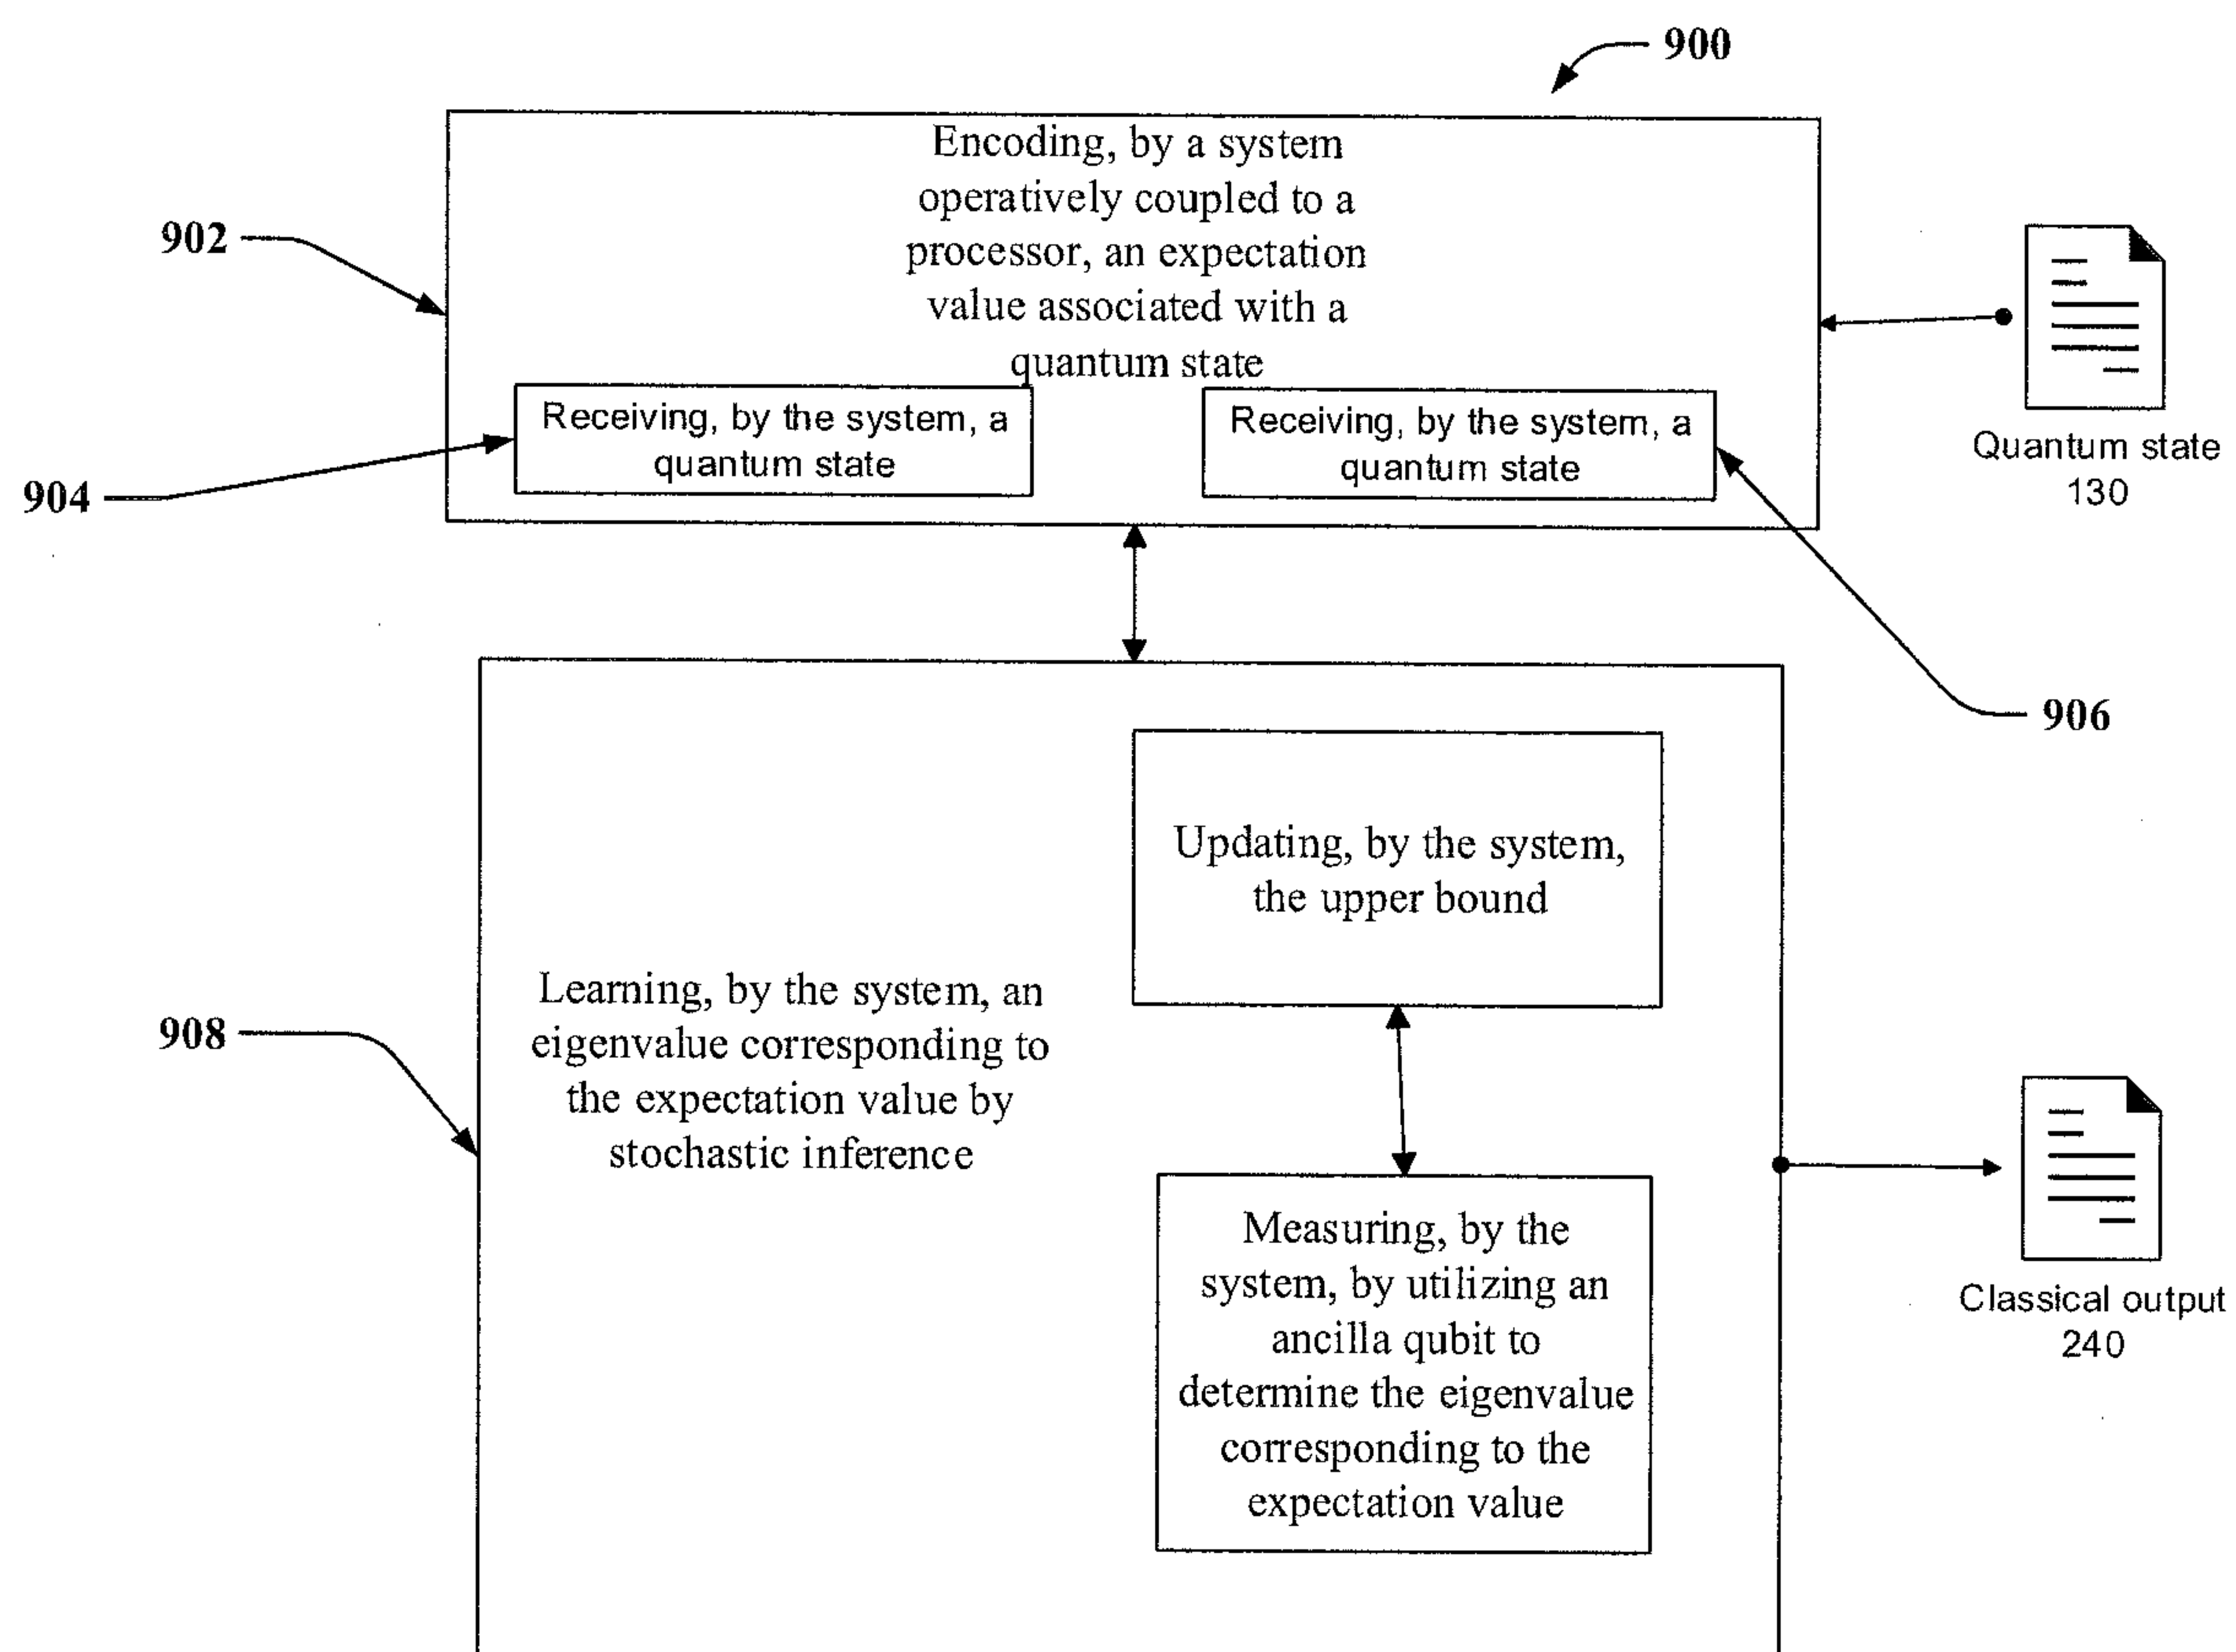 900
Encoding, by a system
operatively coupled to a
processor, an expectation
value associated with a
quantum state
902
Receiving, by the system, a
quantum state
Receiving, by the system, a
quantum state
904
Quantum state
130
906
Updating, by the system,
the upper bound
Learning, by the system, an
eigenvalue corresponding to
the expectation value by
stochastic inference
908
Measuring, by the
system, by utilizing an
ancilla qubit to
determine the eigenvalue
corresponding to the
expectation value
Classical output
240